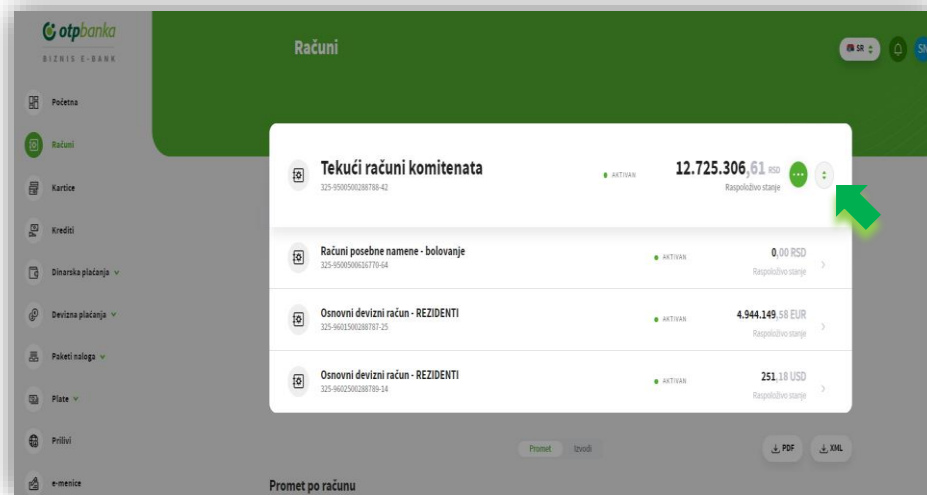 otpbanka
BIZNIS E-BANK
Računi
SR
SN
Početna
Računi
Kartice
Krediti
Dinarska plaćanja
Devizna plaćanja
Paketi naloga
Plate
Prilivi
e-menice
Tekući računi komitenata
325-9500500288788-42
AKTIVAN
12.725.306,61 RSD
Raspoloživo stanje
Računi posebne namene - bolovanje
325-9500500616770-64
AKTIVAN
0,00 RSD
Raspoloživo stanje
Osnovni devizni račun - REZIDENTI
325-9601500288787-25
AKTIVAN
4.944.149,58 EUR
Raspoloživo stanje
Osnovni devizni račun - REZIDENTI
325-9602500288789-14
AKTIVAN
251,18 USD
Raspoloživo stanje
Promet Izvodi
PDF XML
Promet po računu